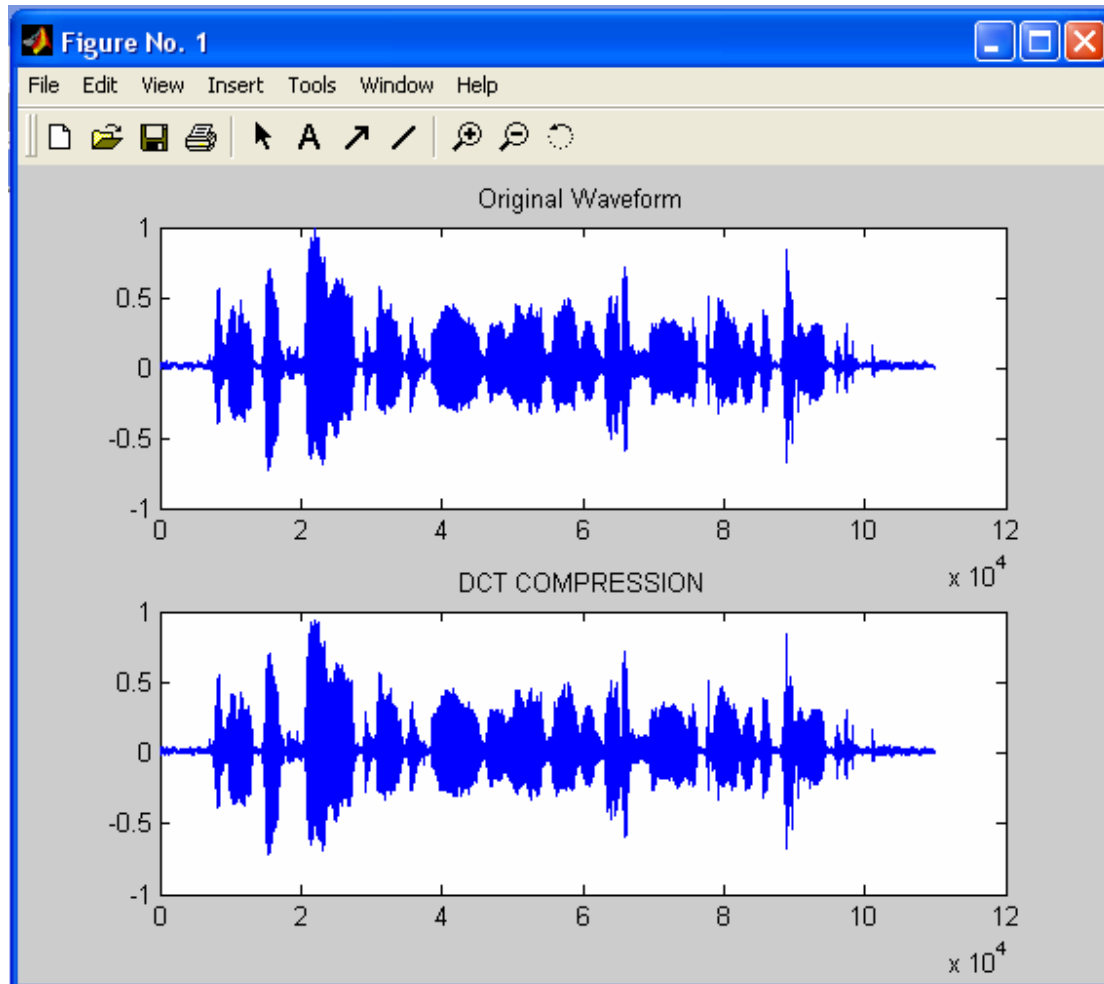 Figure No. 1
File Edit View Insert Tools Window Help
A
Original Waveform
1
0.5
0
-0.5
-1
0 2 4 6 8 10 12
x 10^4
DCT COMPRESSION
1
0.5
0
-0.5
-1
0 2 4 6 8 10 12
x 10^4